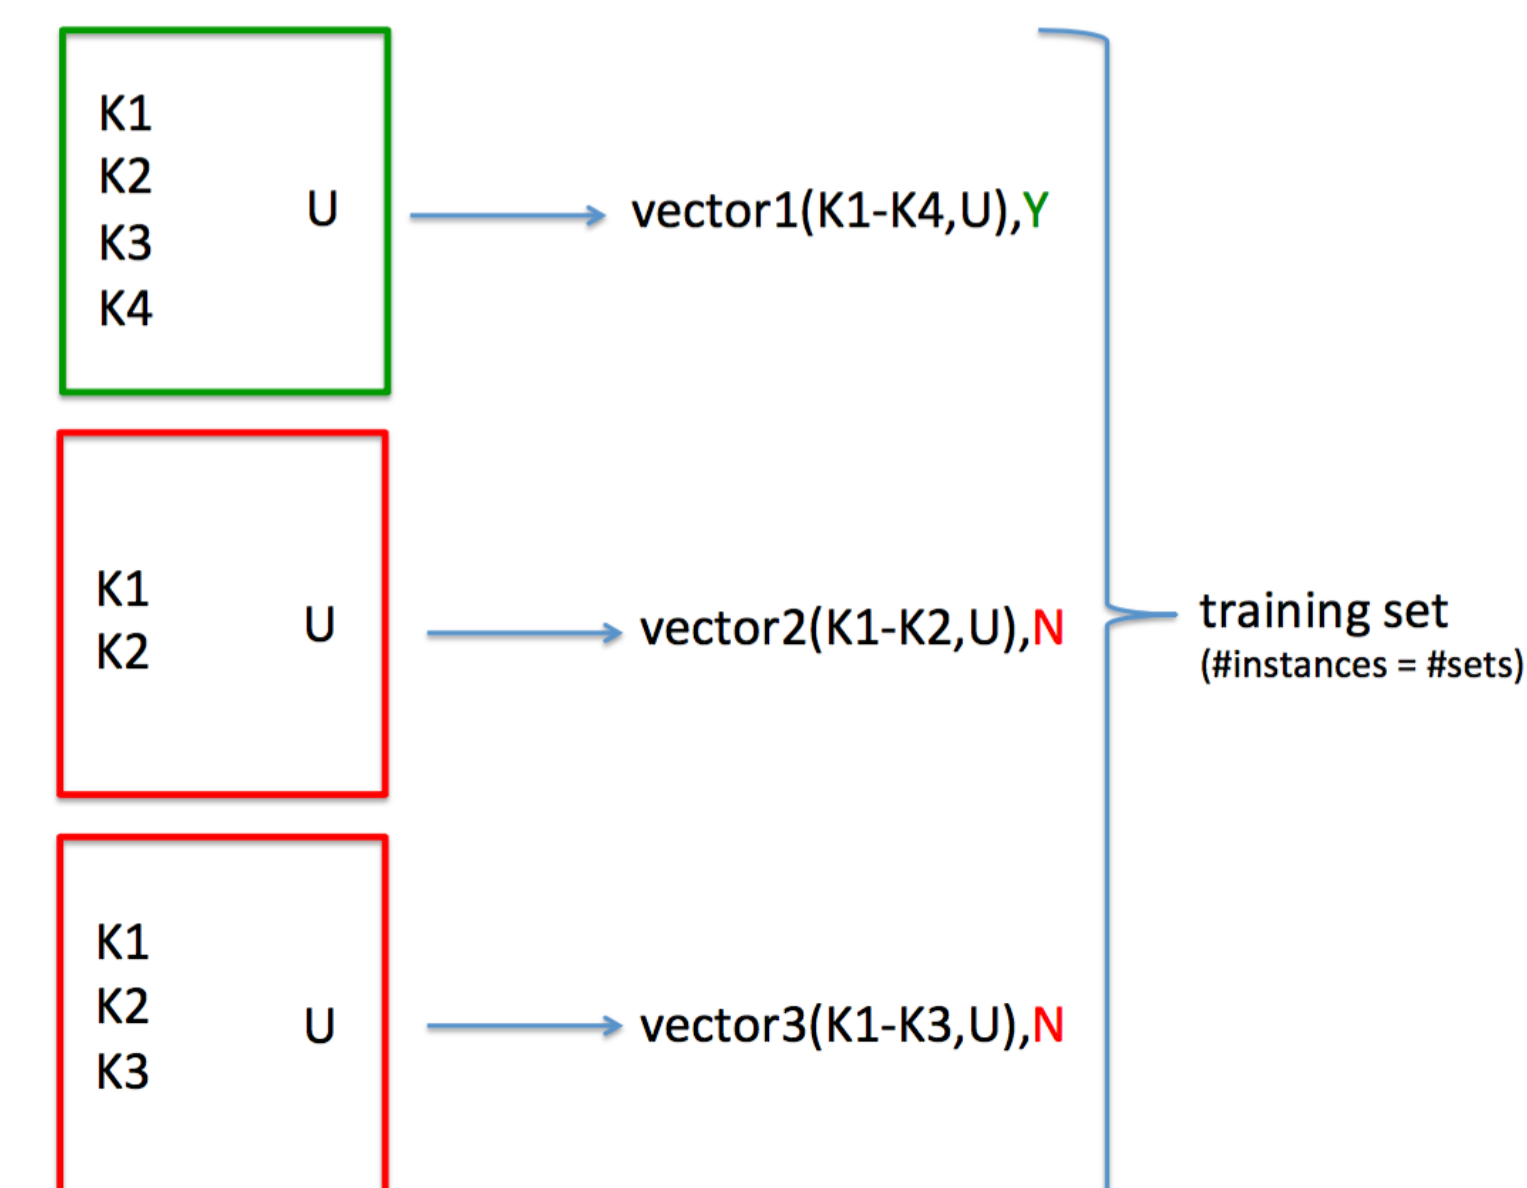 K1
K2
K3
K4
U
vector1(K1-K4,U),Y
K1
K2
U
vector2(K1-K2,U),N
training set
(#instances = #sets)
K1
K2
K3
U
vector3(K1-K3,U),N